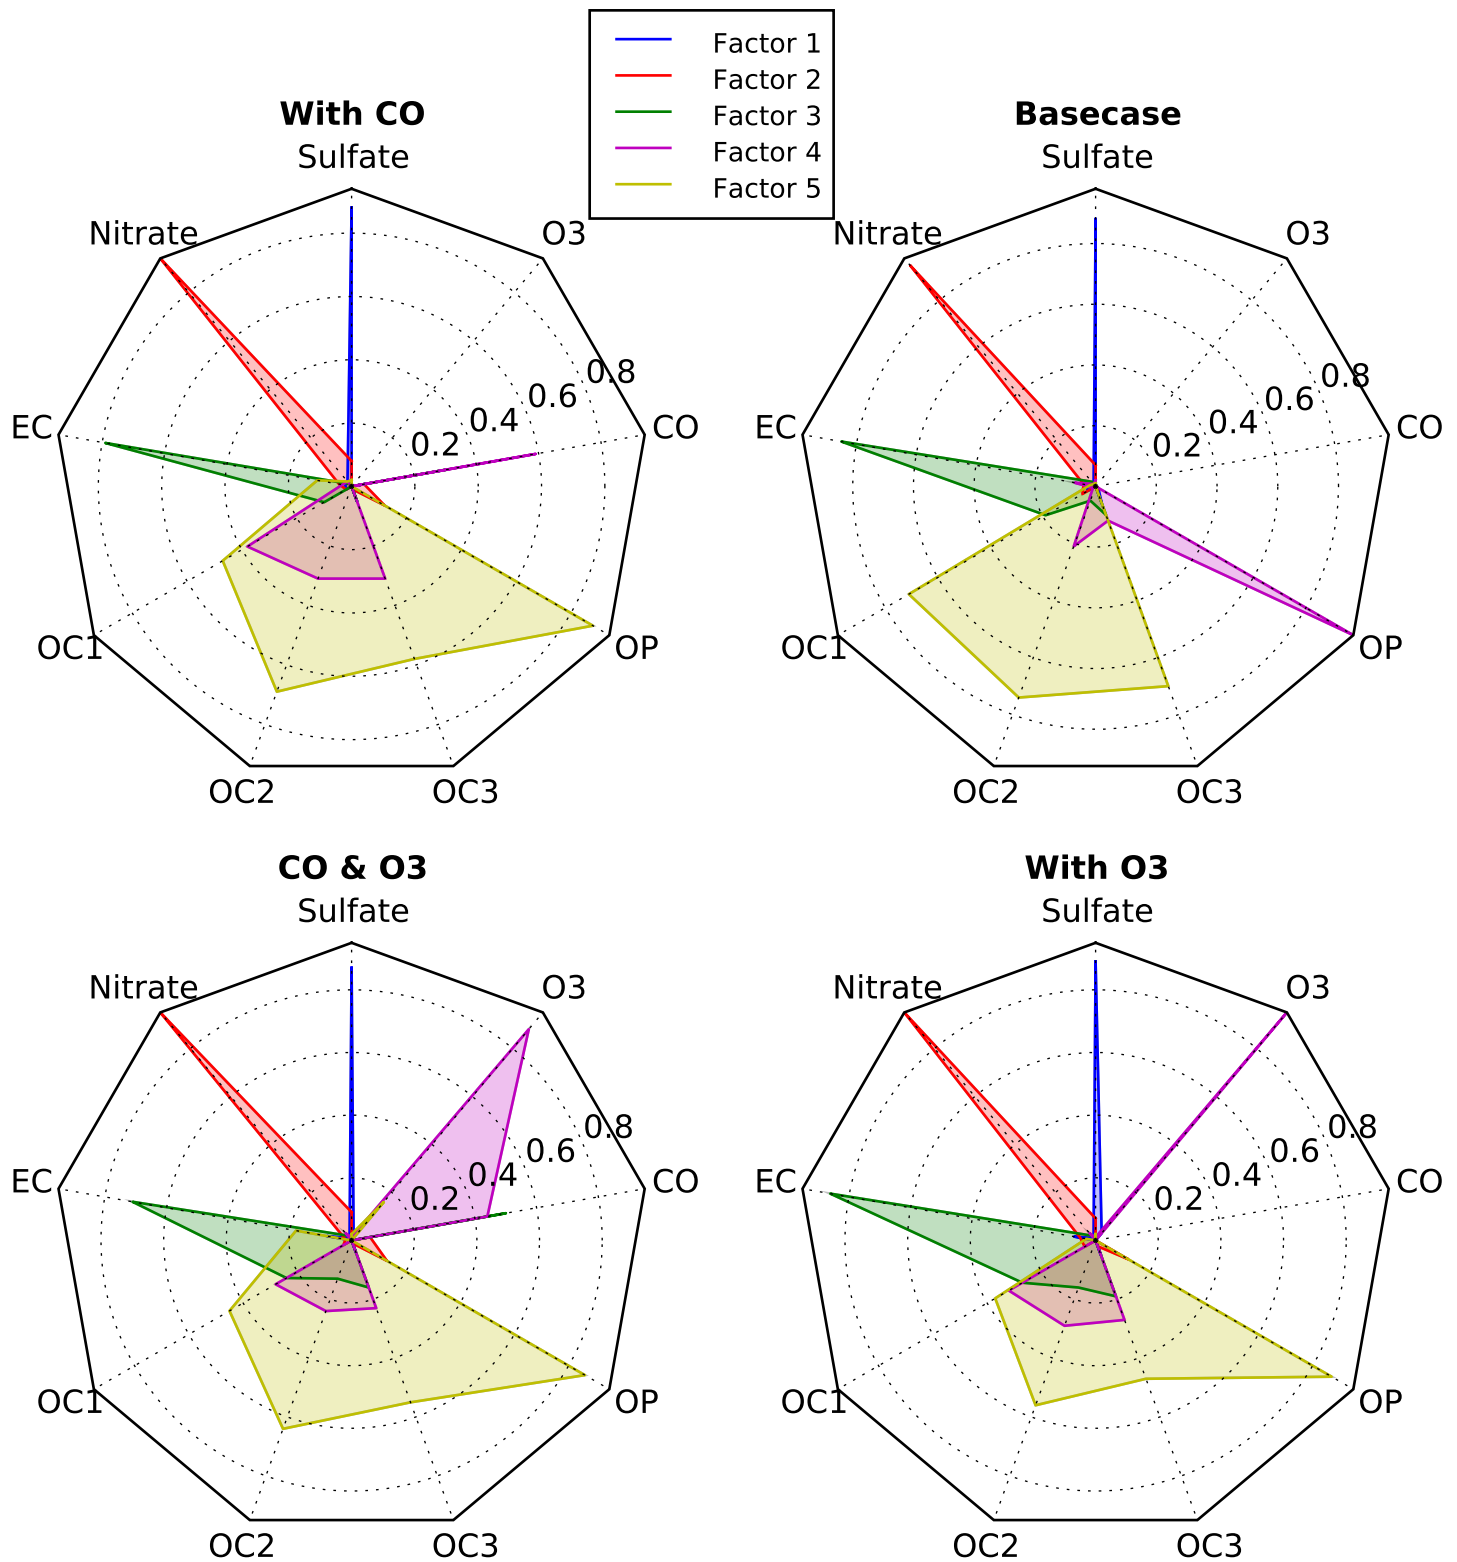 Factor 1
Factor 2
Factor 3
Factor 4
Factor 5
With CO
Sulfate
Nitrate
O3
EC
CO
0.2
0.4
0.6
0.8
OC1
OP
OC2
OC3
Basecase
Sulfate
Nitrate
O3
EC
CO
0.2
0.4
0.6
0.8
OC1
OP
OC2
OC3
CO & O3
Sulfate
Nitrate
O3
EC
CO
0.2
0.4
0.6
0.8
OC1
OP
OC2
OC3
With O3
Sulfate
Nitrate
O3
EC
CO
0.2
0.4
0.6
0.8
OC1
OP
OC2
OC3